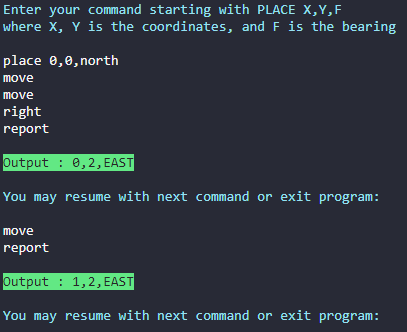 Enter your command starting with PLACE X,Y,F
where X, Y is the coordinates, and F is the bearing
place 0,0,north
move
move
right
report
Output : 0,2,EAST
You may resume with next command or exit program:
move
report
Output : 1,2,EAST
You may resume with next command or exit program: